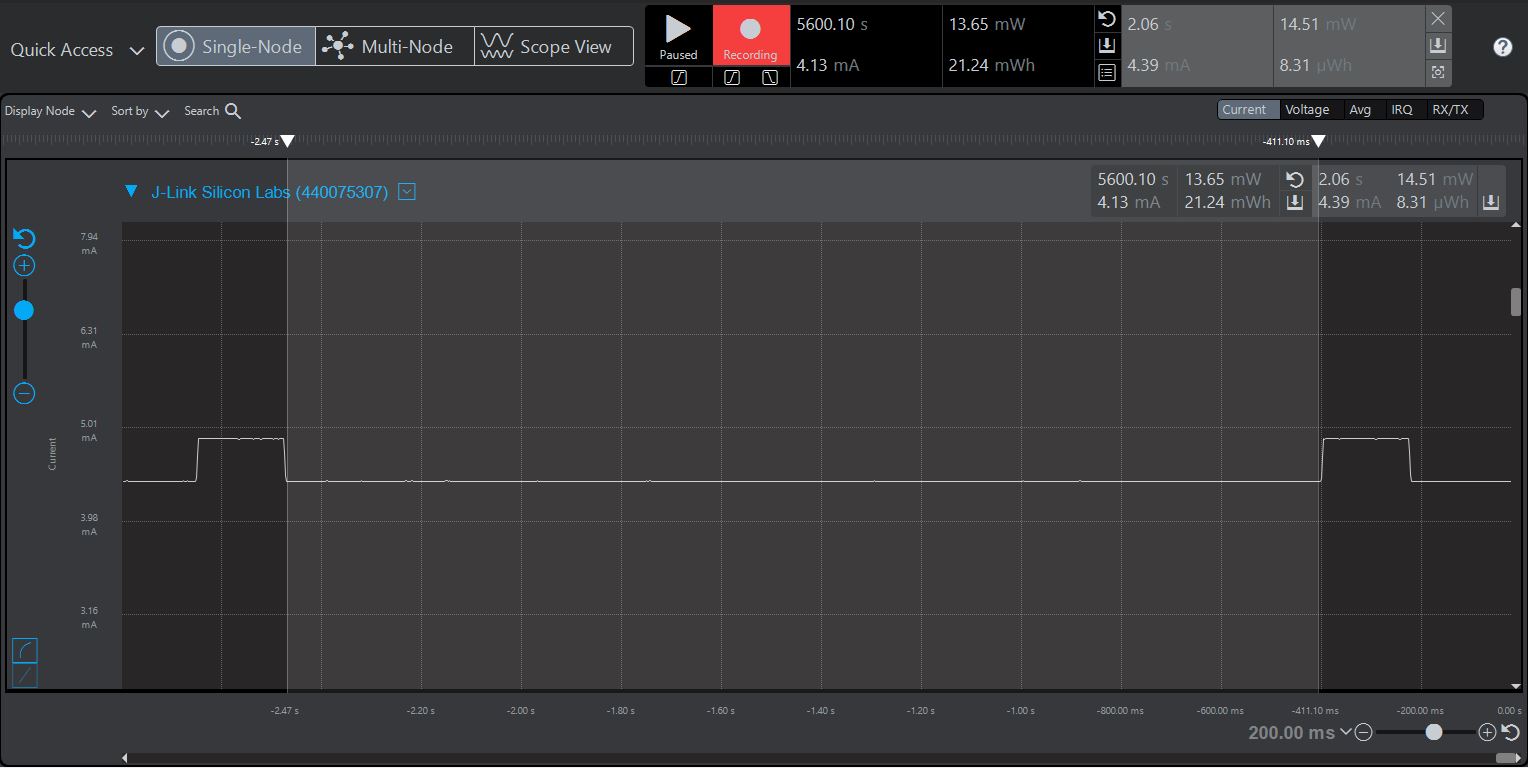 Quick Access
Single-Node
Multi-Node
Scope View
Paused
Recording
5600.10 s
13.65 mW
4.13 mA
21.24 mWh
2.06 s
14.51 mW
4.39 mA
8.31 µWh
Display Node
Sort by
Search
Current
Voltage
Avg
IRQ
RX/TX
-2.47 s
-411.10 ms
J-Link Silicon Labs (440075307)
5600.10 s
13.65 mW
4.13 mA
21.24 mWh
2.06 s
14.51 mW
4.39 mA
8.31 µWh
7.94
mA
6.31
mA
5.01
mA
3.98
mA
3.16
mA
Current
-2.47 s
-2.20 s
-2.00 s
-1.80 s
-1.60 s
-1.40 s
-1.20 s
-1.00 s
-800.00 ms
-600.00 ms
-411.10 ms
-200.00 ms
0.00 s
200.00 ms